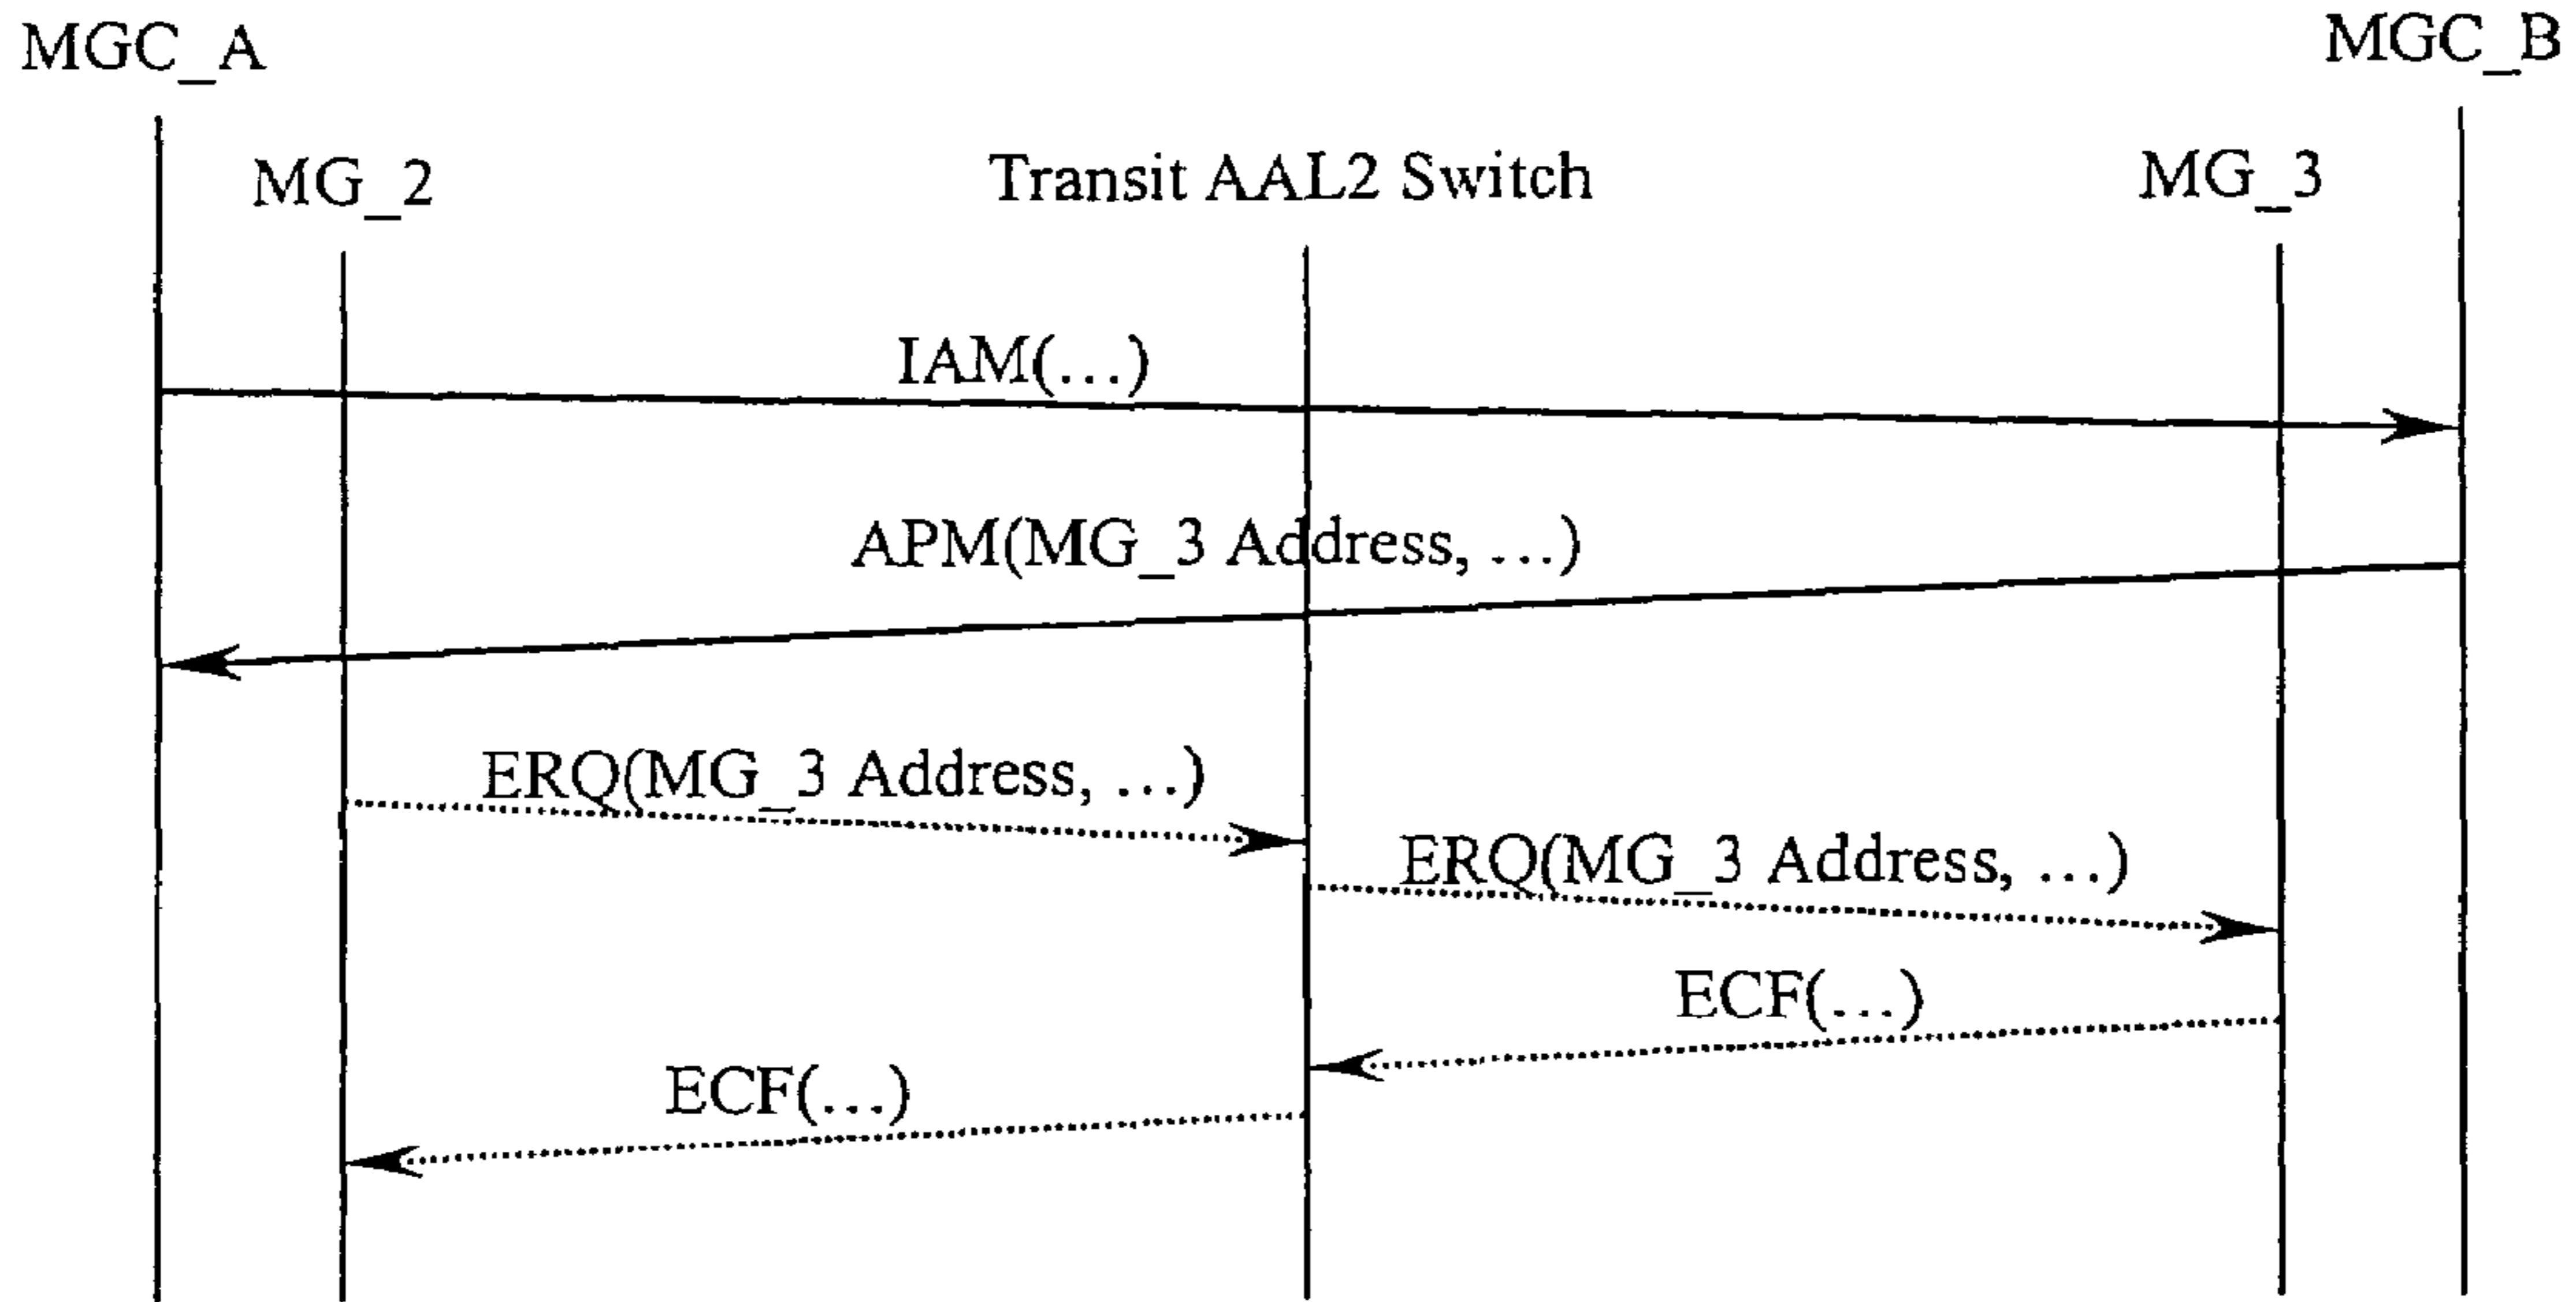 MGC_A
MGC_B
MG_2
Transit AAL2 Switch
MG_3
IAM(...)
APM(MG_3 Address, ...)
ERQ(MG_3 Address, ...)
ERQ(MG_3 Address, ...)
ECF(...)
ECF(...)